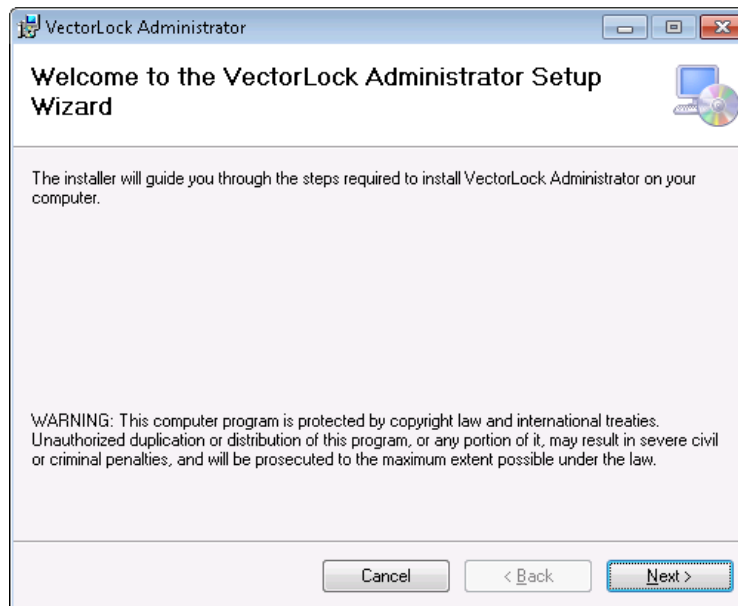 VectorLock Administrator
Welcome to the VectorLock Administrator Setup
Wizard
The installer will guide you through the steps required to install VectorLock Administrator on your
computer.
WARNING: This computer program is protected by copyright law and international treaties.
Unauthorized duplication or distribution of this program, or any portion of it, may result in severe civil
or criminal penalties, and will be prosecuted to the maximum extent possible under the law.
Cancel < Back Next >